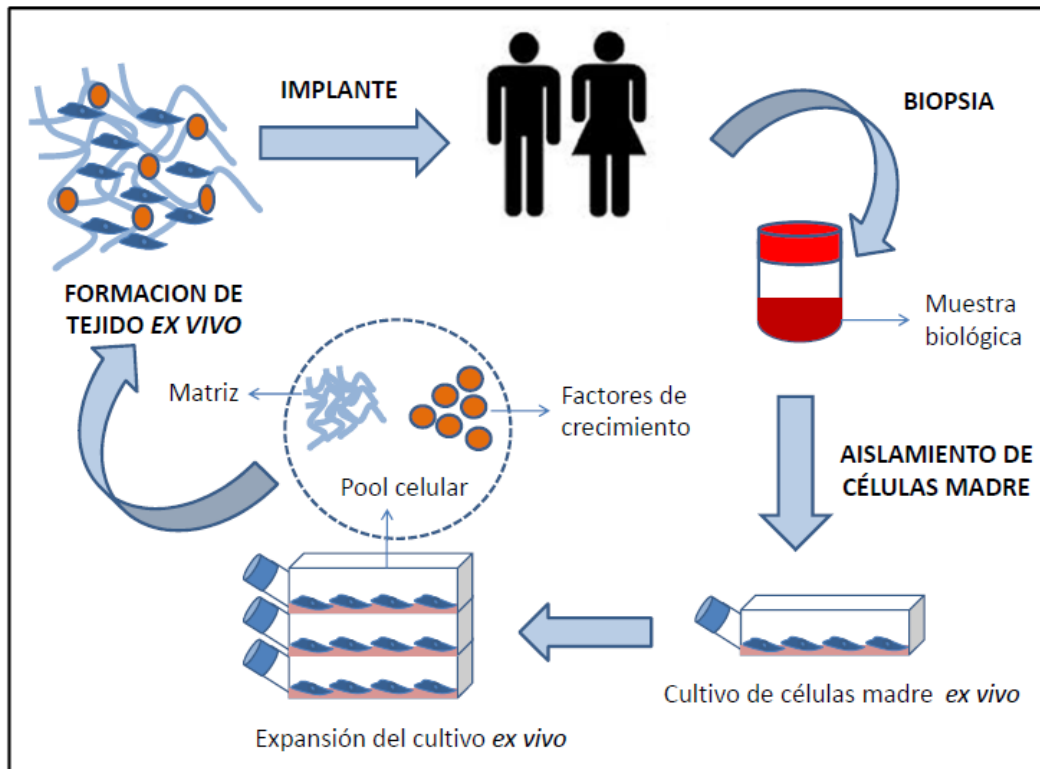 IMPLANTE
BIOPSIA
Muestra
biológica
AISLAMIENTO DE
CÉLULAS MADRE
Cultivo de células madre ex vivo
Expansión del cultivo ex vivo
Pool celular
Matriz
Factores de
crecimiento
FORMACION DE
TEJIDO EX VIVO